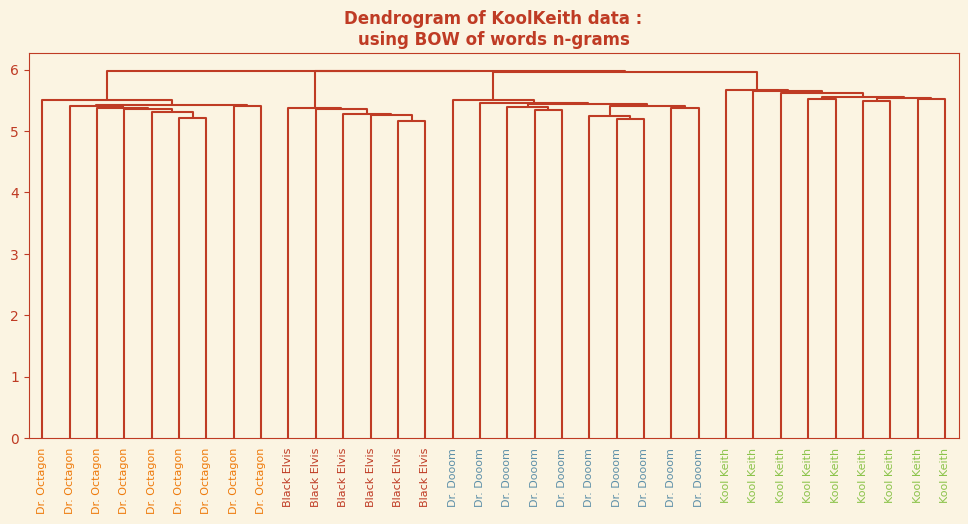 Dendrogram of KoolKeith data :
using BOW of words n-grams
6
5
4
3
2
1
0
Dr. Octagon
Dr. Octagon
Dr. Octagon
Dr. Octagon
Dr. Octagon
Dr. Octagon
Dr. Octagon
Dr. Octagon
Dr. Octagon
Black Elvis
Black Elvis
Black Elvis
Black Elvis
Black Elvis
Black Elvis
Dr. Dooom
Dr. Dooom
Dr. Dooom
Dr. Dooom
Dr. Dooom
Dr. Dooom
Dr. Dooom
Dr. Dooom
Dr. Dooom
Dr. Dooom
Kool Keith
Kool Keith
Kool Keith
Kool Keith
Kool Keith
Kool Keith
Kool Keith
Kool Keith
Kool Keith